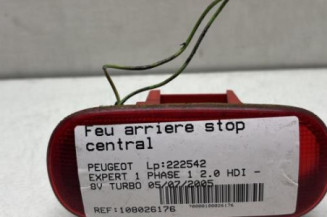 Feu arriere stop
central
PEUGEOT Lp:222542
EXPERT 1 PHASE 1 2.0 HDI -
8V TURBO 05/07/2005
REF:108026176